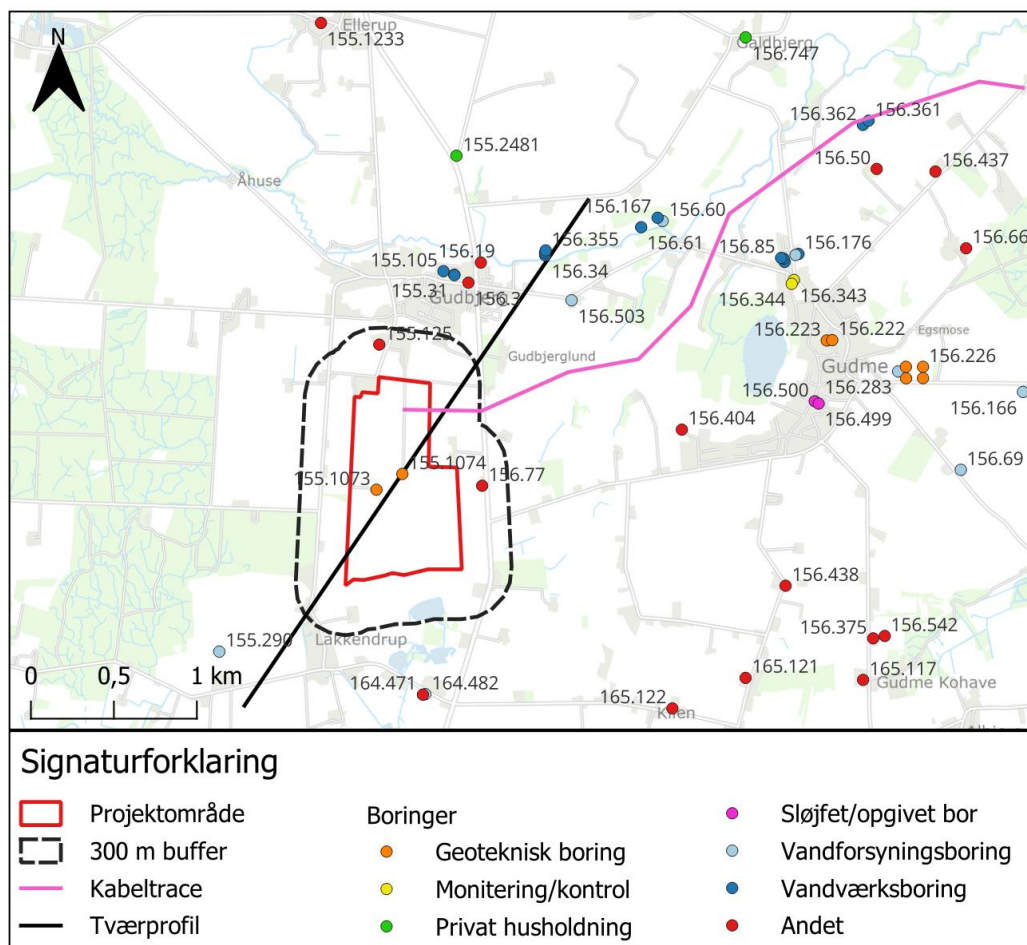 N
Ellerup
155.1233
Galdbjerg
156.747
156.362
156.361
155.2481
156.50
156.437
Åhuse
156.167
156.60
156.66
156.19
156.355
156.61
156.85
156.176
155.105
156.34
155.31
156.3
Gudbjerg
156.344
156.343
156.503
155.125
156.223
156.222
Egsmose
Gudbjerglund
Gudme
156.226
156.500
156.283
156.166
156.404
156.499
155.1073
155.1074
156.77
156.69
156.438
155.290
Lakkendrup
156.375
156.542
0
0,5
1 km
164.471
164.482
165.121
165.117
Gudme Kohave
165.122
Killen
Signaturforklaring
Projektområde
Boringer
Sløjfet/opgivet bor
300 m buffer
Geoteknisk boring
Vandforsyningsboring
Kabeltrace
Monitering/kontrol
Vandværksboring
Tværprofil
Privat husholdning
Andet